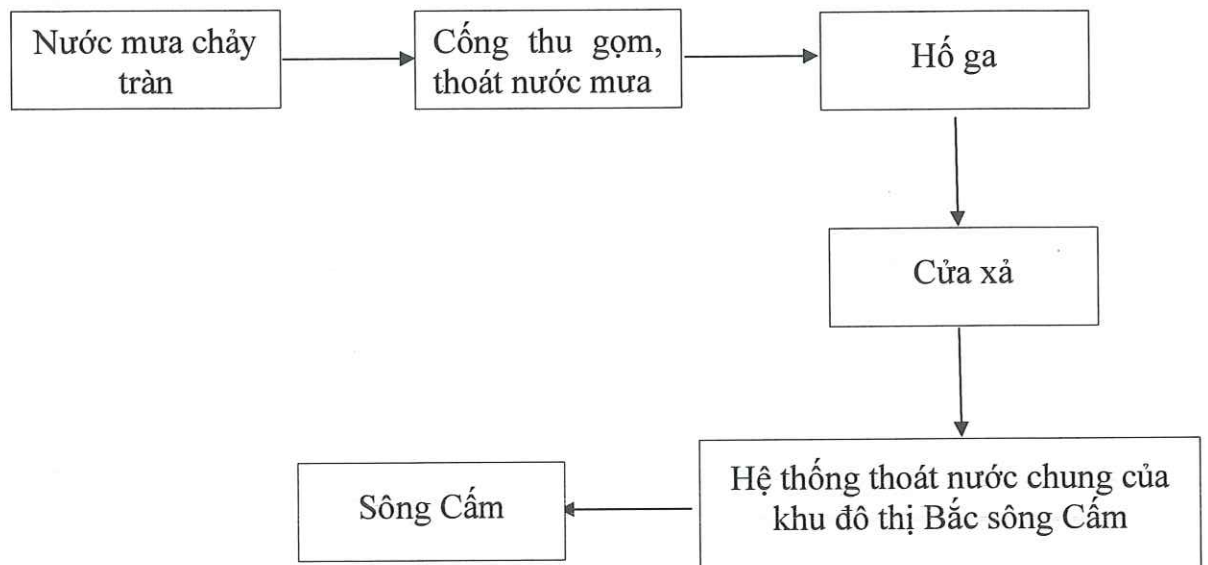 Nước mưa chảy
tràn
Cống thu gọm,
thoát nước mưa
Hố ga
Cửa xả
Hệ thống thoát nước chung của
khu đô thị Bắc sông Cấm
Sông Cấm